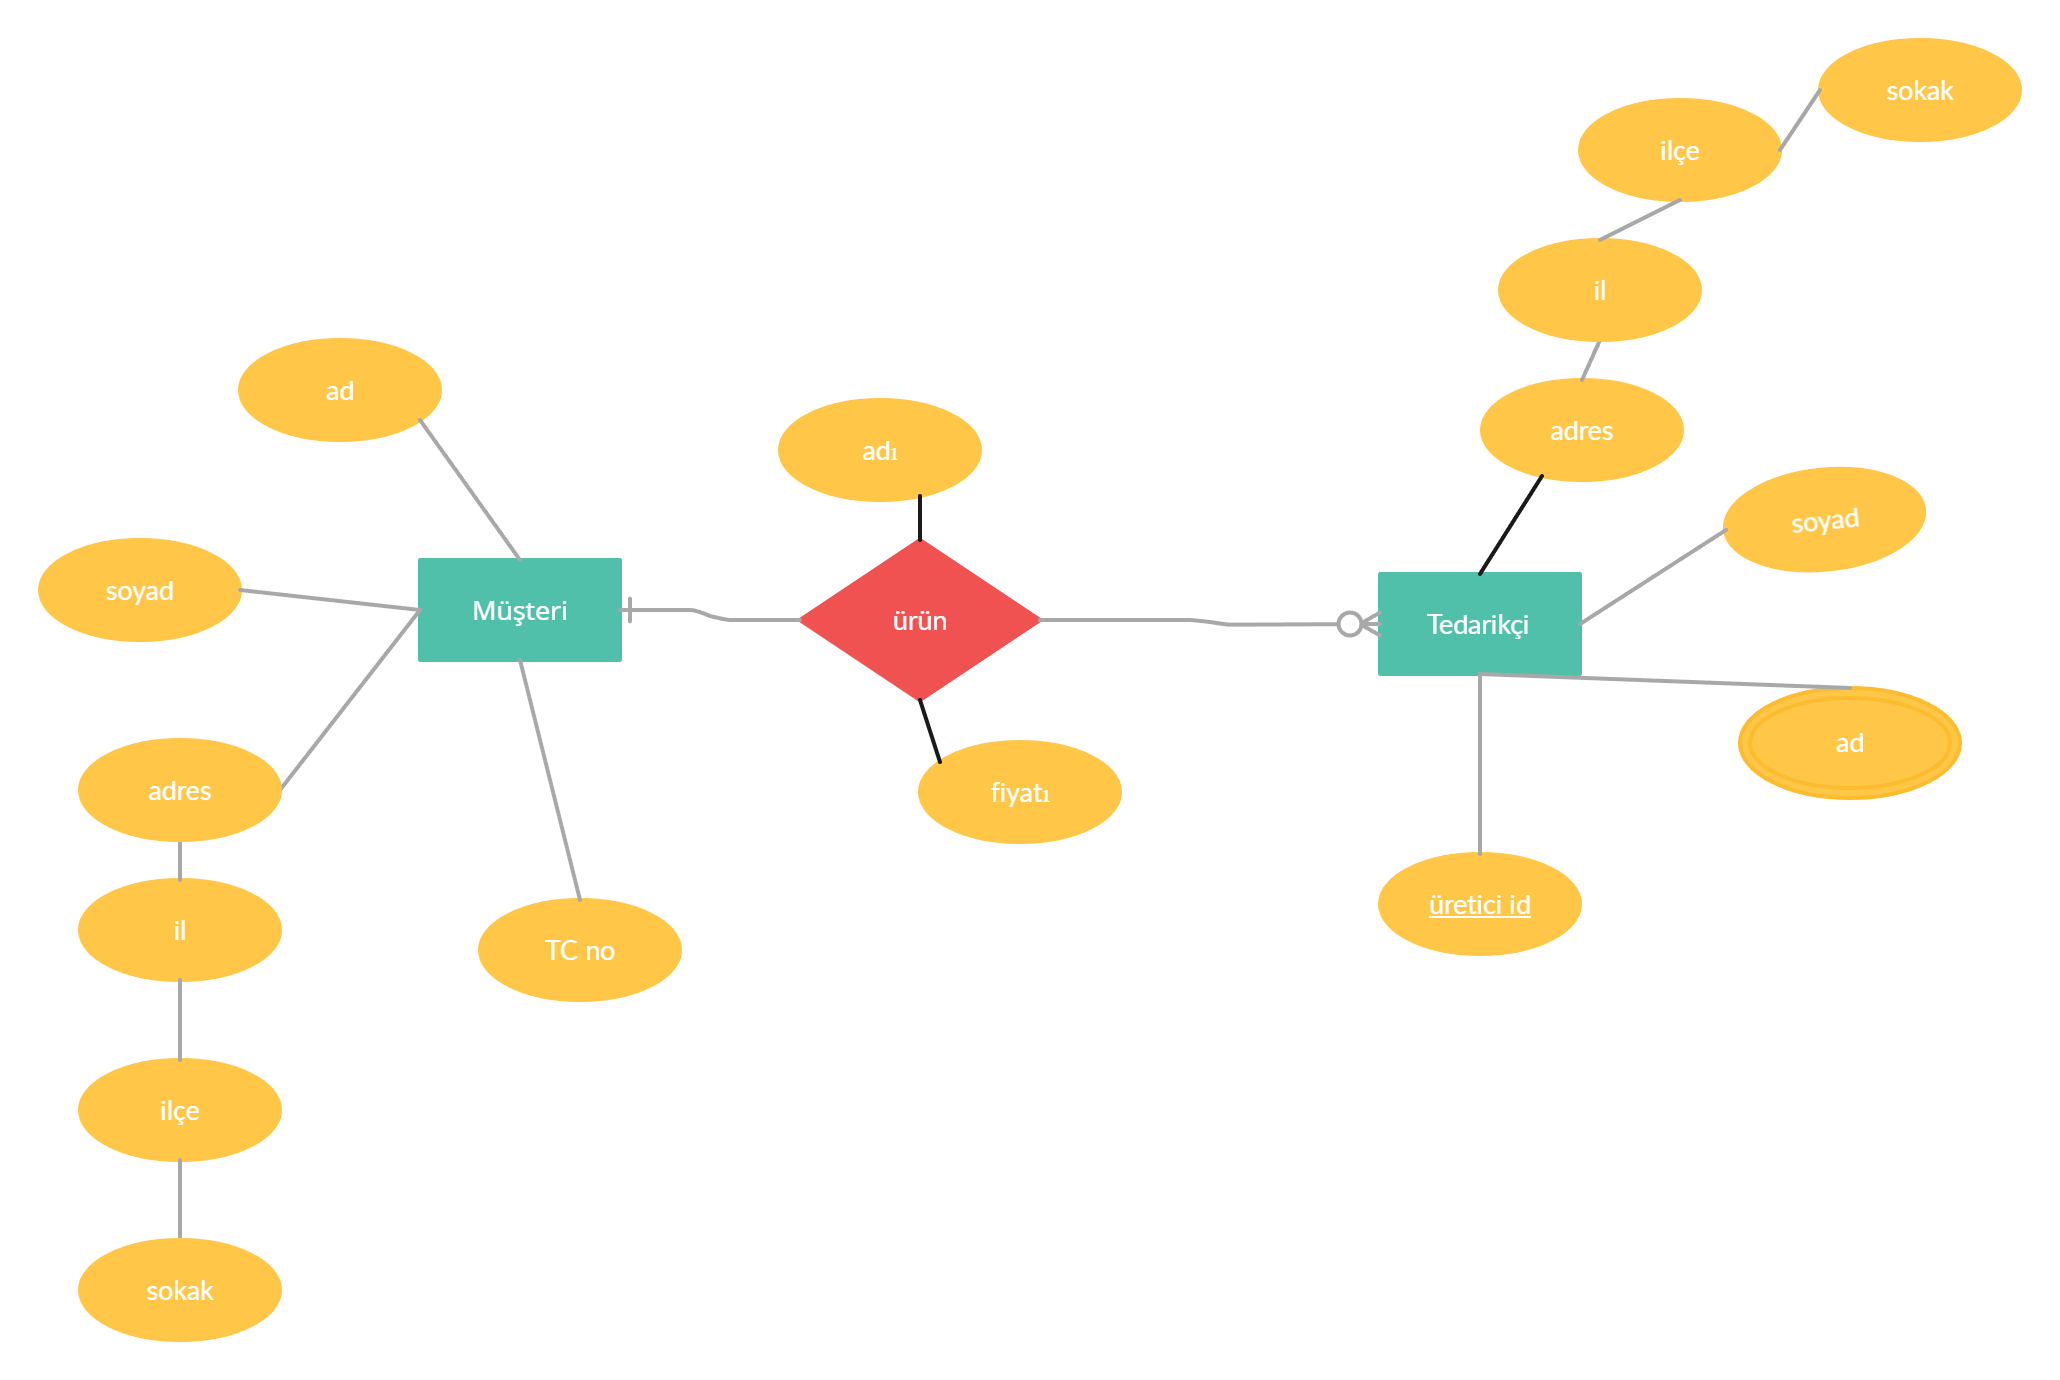 sokak
ilçe
il
ad
adres
adı
soyad
soyad
Müşteri
ürün
Tedarikçi
ad
adres
fiyatı
üretici id
il
TC no
ilçe
sokak